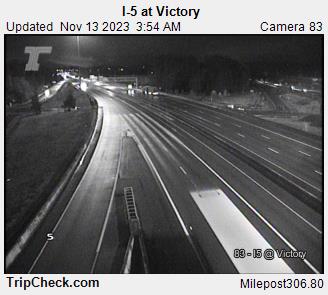 I-5 at Victory
Updated Nov 13 2023 3:54 AM Camera 83
T
S
83 - I5 @ Victory
TripCheck.com Milepost306.80